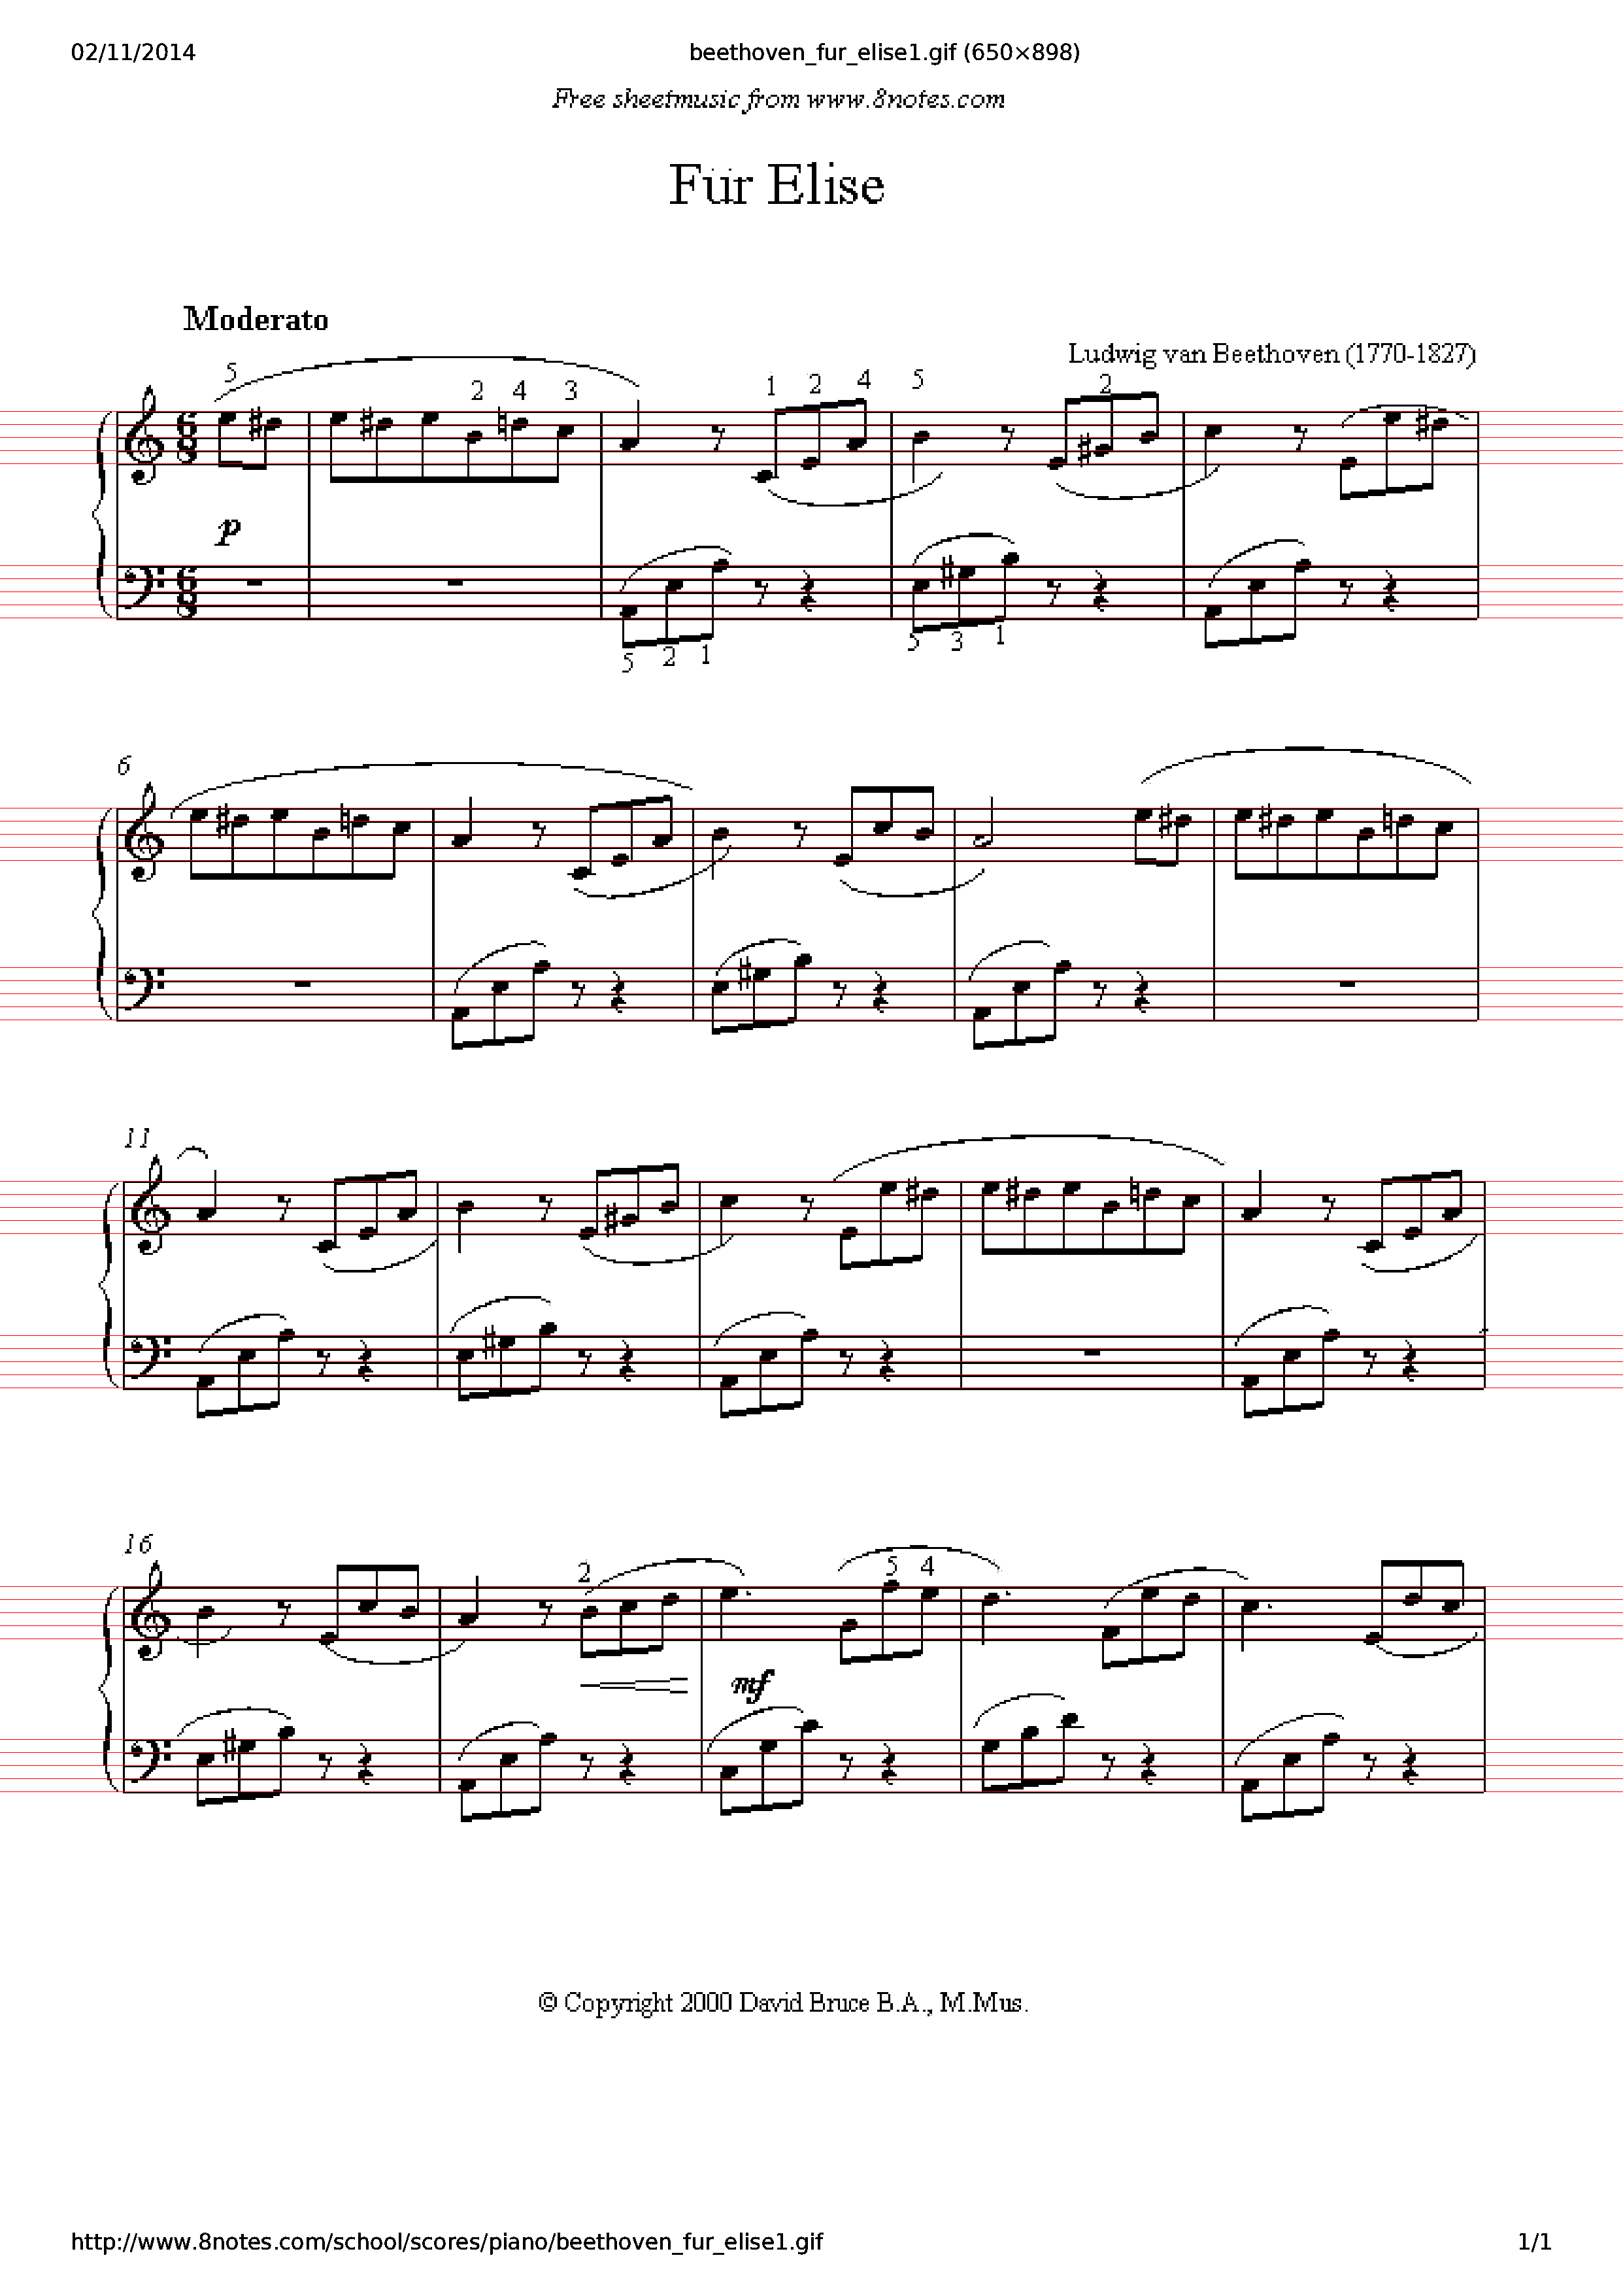 02/11/2014 beethoven_fur_elise1.gif (650×898)
Free sheetmusic from www.8notes.com
Für Elise
Moderato
Ludwig van Beethoven (1770-1827)
5 2 4 3 1 2 4 5 2
6
8
p
6
8
5 2 1 5 3 1
6
11
16
2 5 4
mf
© Copyright 2000 David Bruce B.A., M.Mus.
http://www.8notes.com/school/scores/piano/beethoven_fur_elise1.gif 1/1